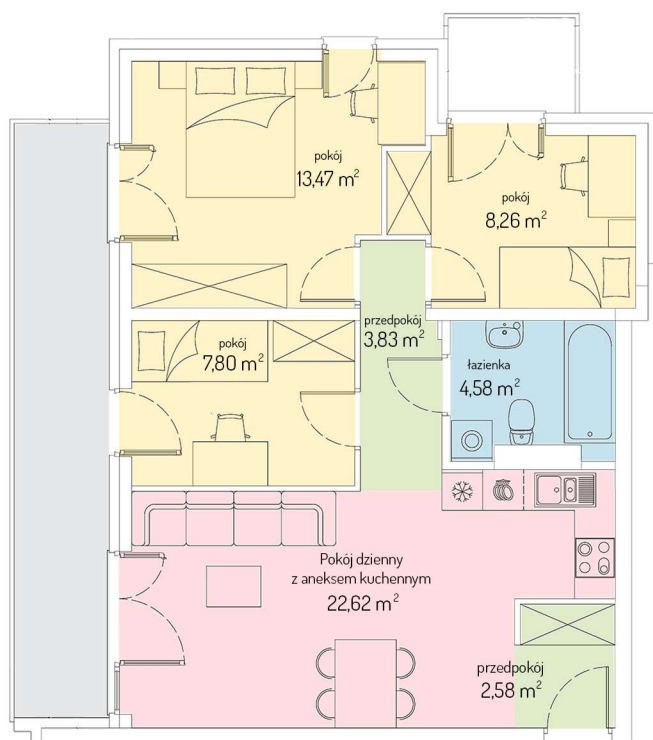 pokój
13,47 m²
pokój
8,26 m²
przedpokój
3,83 m²
pokój
7,80 m²
łazienka
4,58 m²
Pokój dzienny
z aneksem kuchennym
22,62 m²
przedpokój
2,58 m²